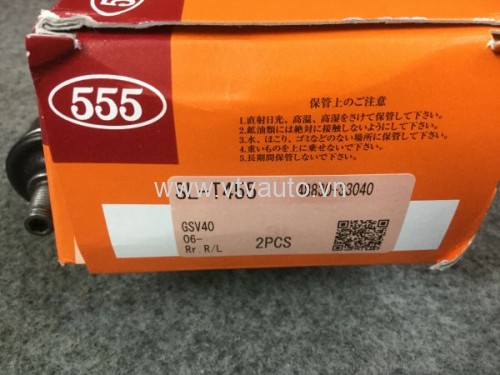 555
保管上のご注意
1.直射日光、高温、高湿をさけて保管して下さい。
2.鉱油類には絶対に接触しないようにして下さい。
3.水、ほこり、ゴミなどのない場所に保管して下さい。
4.重いものを上に乗せないで下さい。
5.長期間保管しないで下さい。
SL-T455
GSV40
06-
Rr.R/L
2PCS